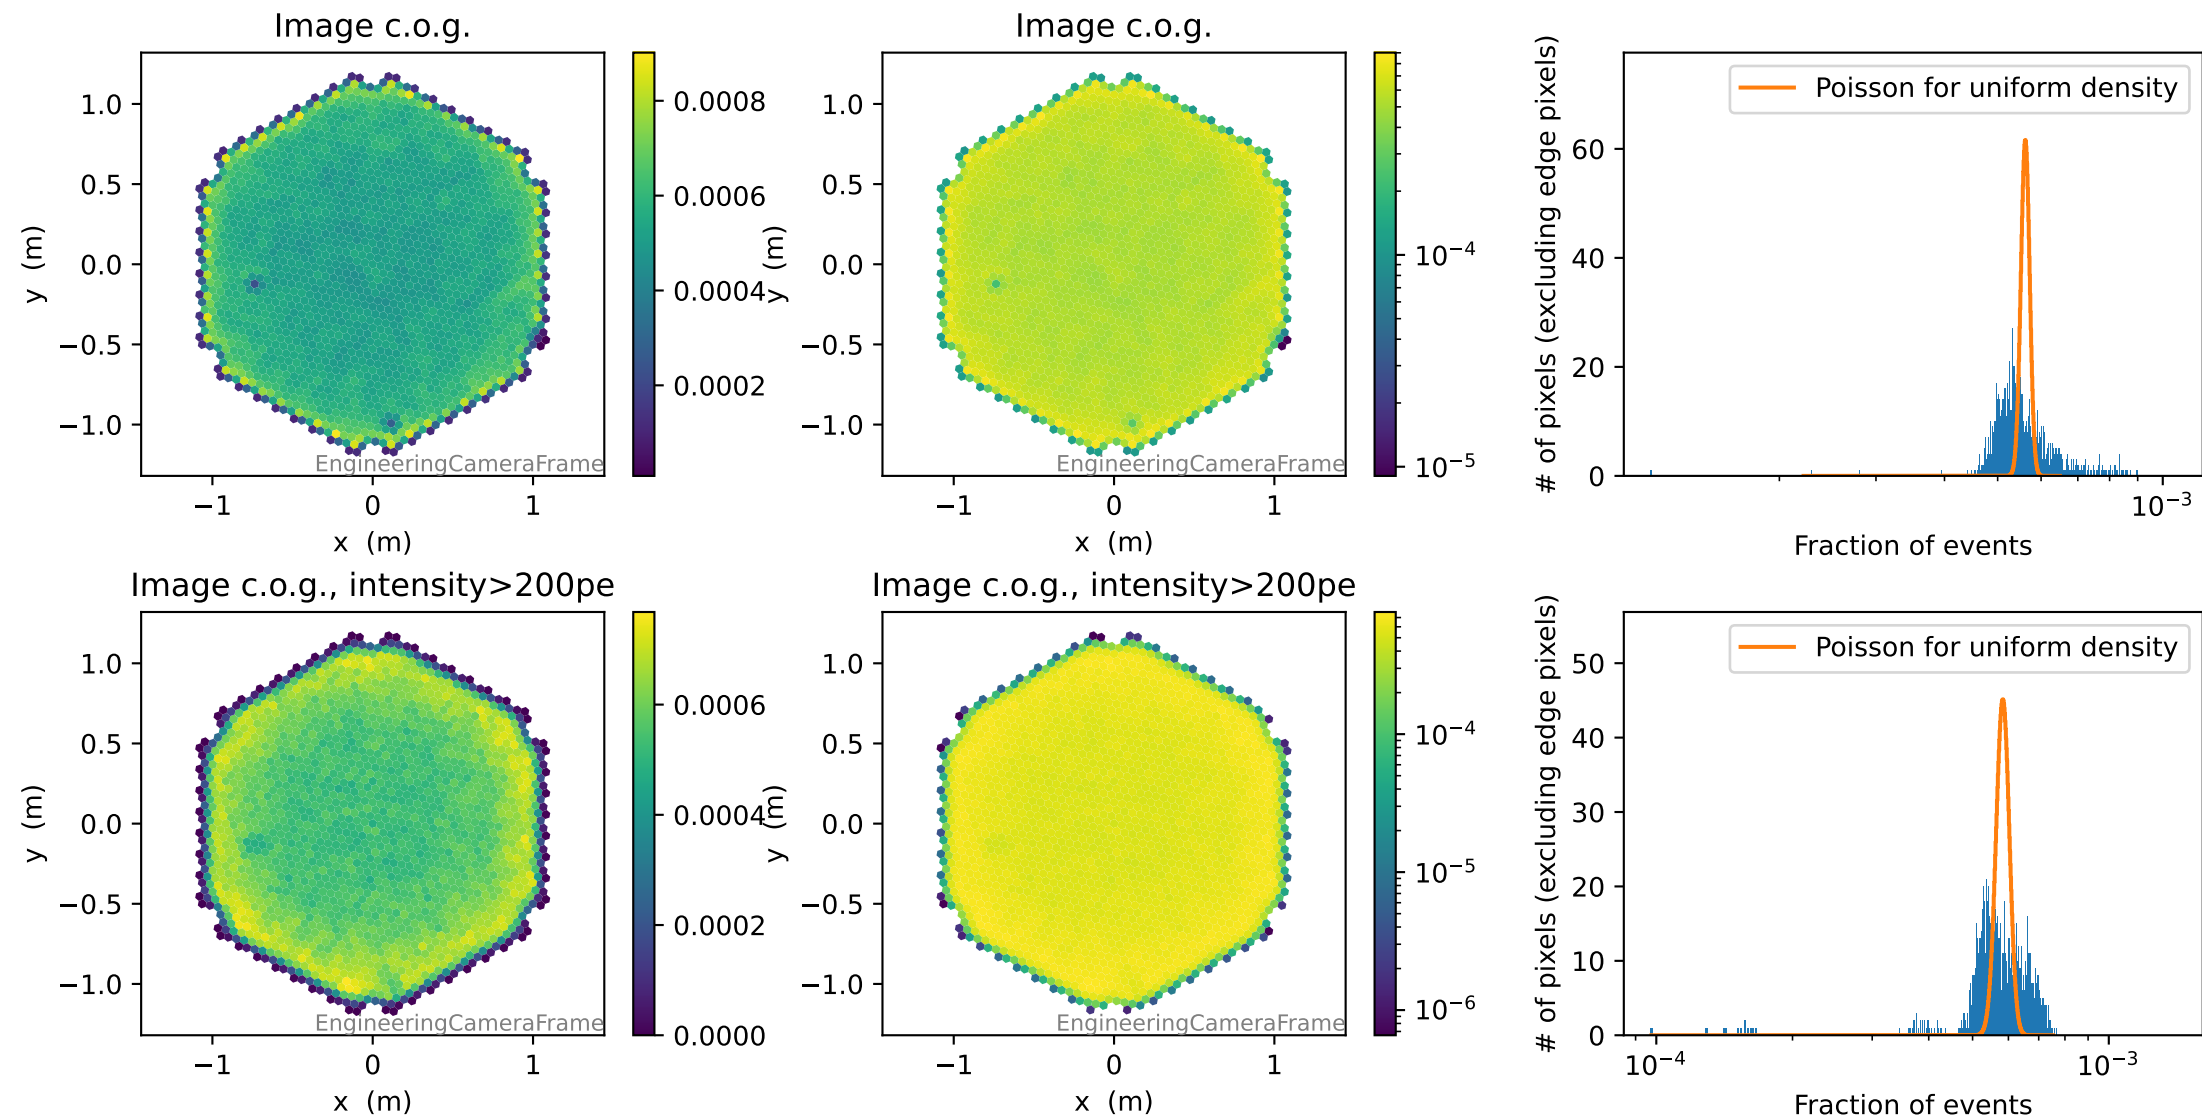 Image c.o.g.
1.0
0.5
0.0
−0.5
−1.0
y (m)
−1
0
1
x (m)
EngineeringCameraFrame
0.0008
0.0006
0.0004
0.0002
Image c.o.g.
1.0
0.5
0.0
−0.5
−1.0
y (m)
−1
0
1
x (m)
EngineeringCameraFrame
10⁻⁴
10⁻⁵
# of pixels (excluding edge pixels)
60
40
20
0
Poisson for uniform density
10⁻³
Fraction of events
Image c.o.g., intensity>200pe
1.0
0.5
0.0
−0.5
−1.0
y (m)
−1
0
1
x (m)
EngineeringCameraFrame
0.0006
0.0004
0.0002
0.0000
Image c.o.g., intensity>200pe
1.0
0.5
0.0
−0.5
−1.0
y (m)
−1
0
1
x (m)
EngineeringCameraFrame
10⁻⁴
10⁻⁵
10⁻⁶
# of pixels (excluding edge pixels)
50
40
30
20
10
0
Poisson for uniform density
10⁻⁴
10⁻³
Fraction of events